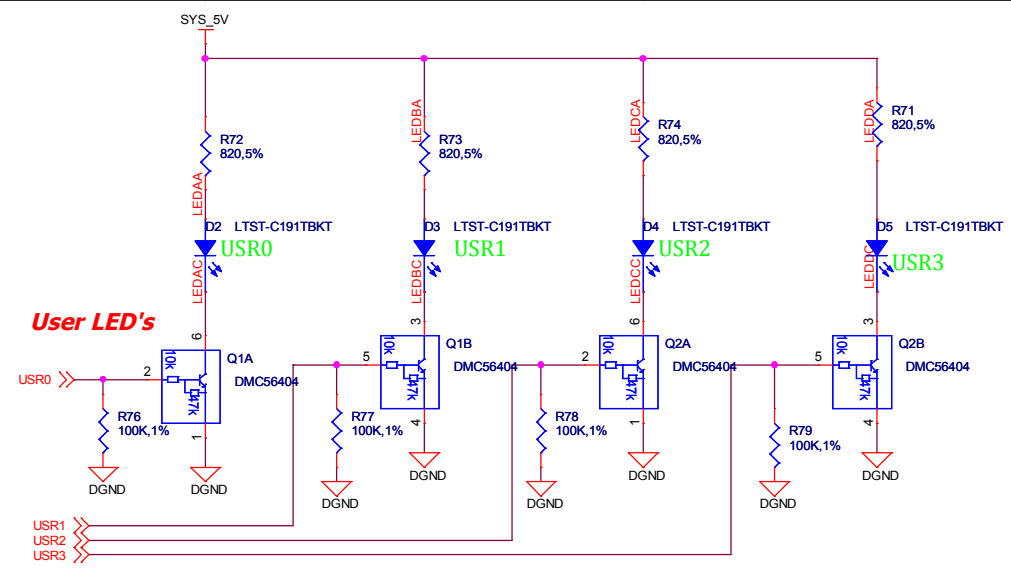 SYS_5V
LEDAA
R72
820,5%
LEDBA
R73
820,5%
LEDCA
R74
820,5%
LEDDA
R71
820,5%
D2 LTST-C191TBKT
USR0
D3 LTST-C191TBKT
USR1
D4 LTST-C191TBKT
USR2
D5 LTST-C191TBKT
USR3
LEDAC
LEDBC
LEDCC
LEDDC
User LED's
6
10k
47k
2
1
Q1A
DMC56404
3
10k
47k
5
4
Q1B
DMC56404
6
10k
47k
2
1
Q2A
DMC56404
3
10k
47k
5
4
Q2B
DMC56404
USR0
R76
100K,1%
R77
100K,1%
R78
100K,1%
R79
100K,1%
DGND
DGND
DGND
DGND
DGND
DGND
DGND
DGND
USR1
USR2
USR3